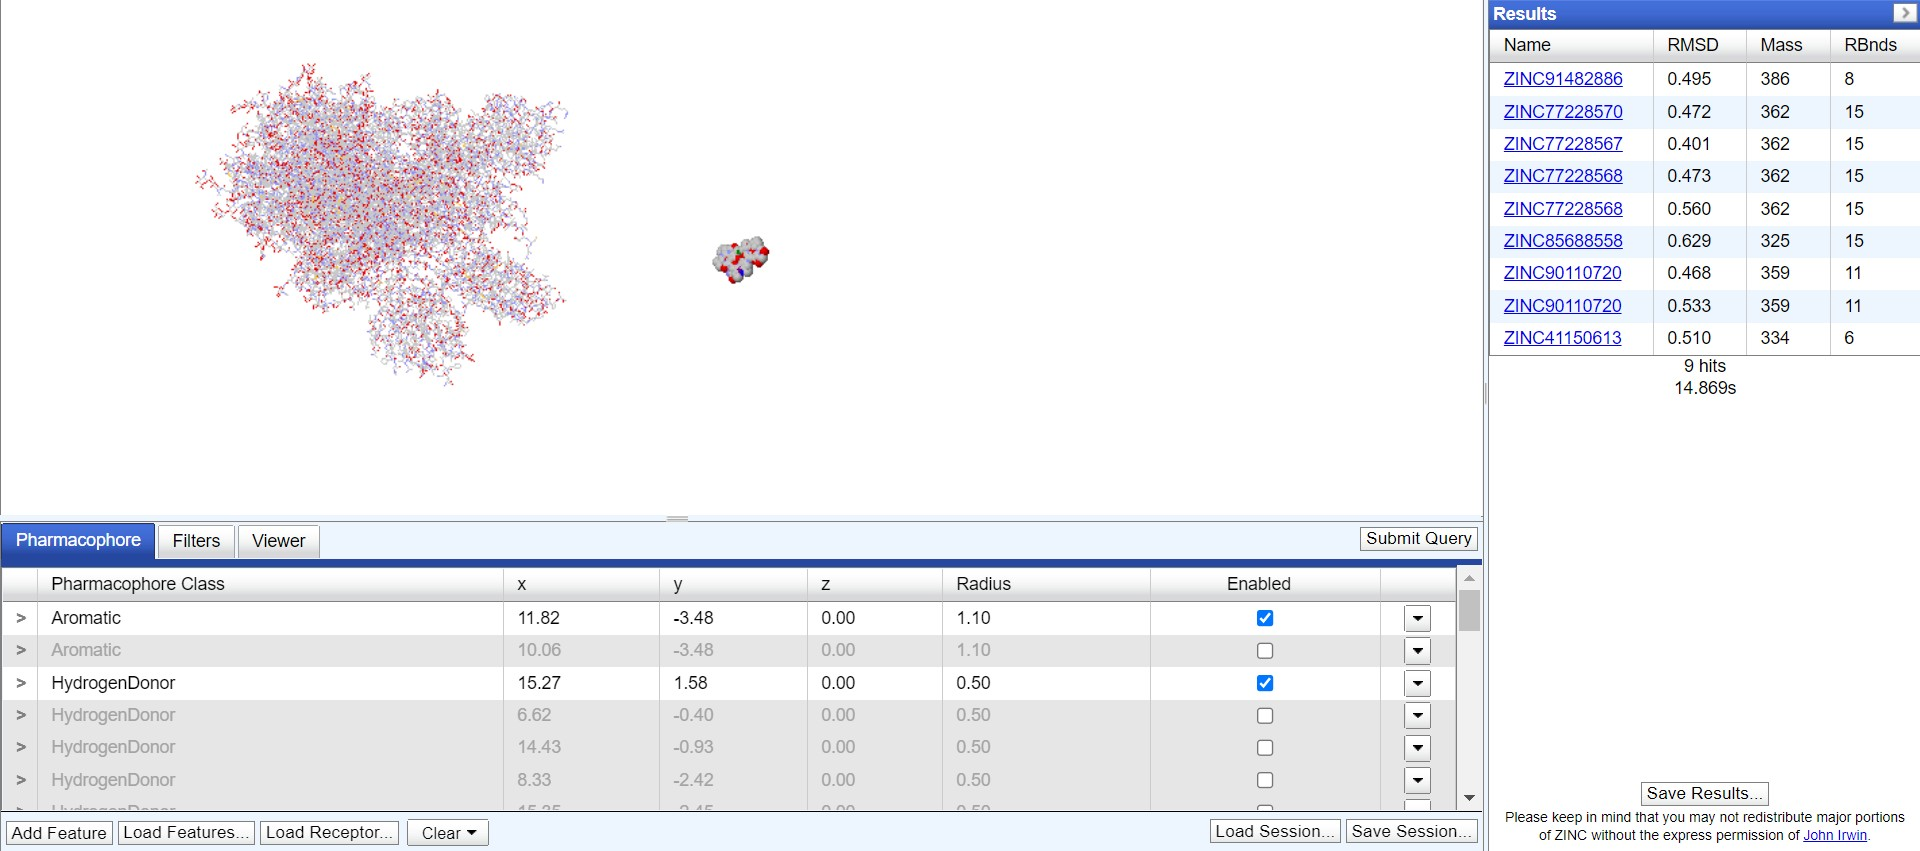 Results
Name RMSD Mass RBnds
ZINC91482886 0.495 386 8
ZINC77228570 0.472 362 15
ZINC77228567 0.401 362 15
ZINC77228568 0.473 362 15
ZINC77228568 0.560 362 15
ZINC85688558 0.629 325 15
ZINC90110720 0.468 359 11
ZINC90110720 0.533 359 11
ZINC41150613 0.510 334 6
9 hits
14.869s
Pharmacophore Filters Viewer Submit Query
Pharmacophore Class x y z Radius Enabled
> Aromatic 11.82 -3.48 0.00 1.10
> Aromatic 10.06 -3.48 0.00 1.10
> HydrogenDonor 15.27 1.58 0.00 0.50
> HydrogenDonor 6.62 -0.40 0.00 0.50
> HydrogenDonor 14.43 -0.93 0.00 0.50
> HydrogenDonor 8.33 -2.42 0.00 0.50
Add Feature Load Features... Load Receptor... Clear Load Session... Save Session...
Save Results...
Please keep in mind that you may not redistribute major portions
of ZINC without the express permission of John Irwin.